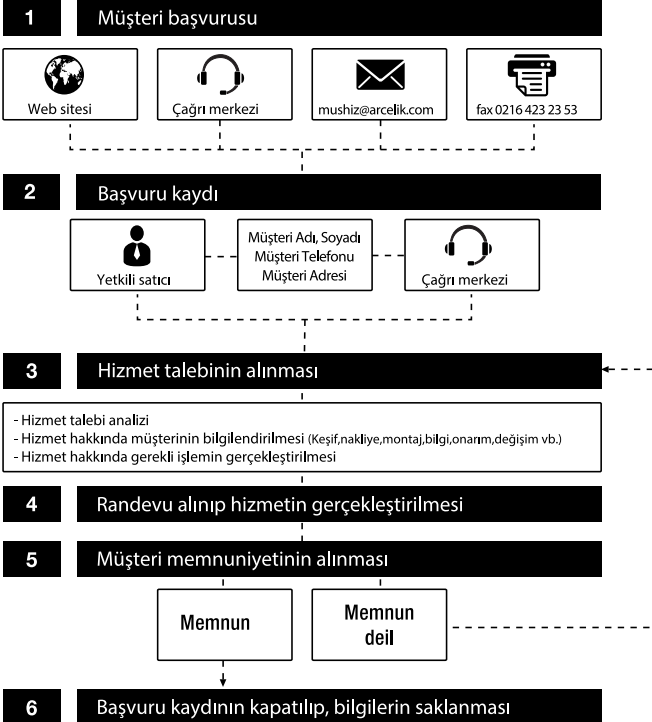 1 Müşteri başvurusu
Web sitesi
Çağrı merkezi
mushiz@arcelik.com
fax 0216 423 23 53
2 Başvuru kaydı
Yetkili satıcı
Müşteri Adı, Soyadı
Müşteri Telefonu
Müşteri Adresi
Çağrı merkezi
3 Hizmet talebinin alınması
- Hizmet talebi analizi
- Hizmet hakkında müşterinin bilgilendirilmesi (Keşif,nakliye,montaj,bilgi,onarım,değişim vb.)
- Hizmet hakkında gerekli işlemin gerçekleştirilmesi
4 Randevu alınıp hizmetin gerçekleştirilmesi
5 Müşteri memnuniyetinin alınması
Memnun
Memnun
deil
6 Başvuru kaydının kapatılıp, bilgilerin saklanması